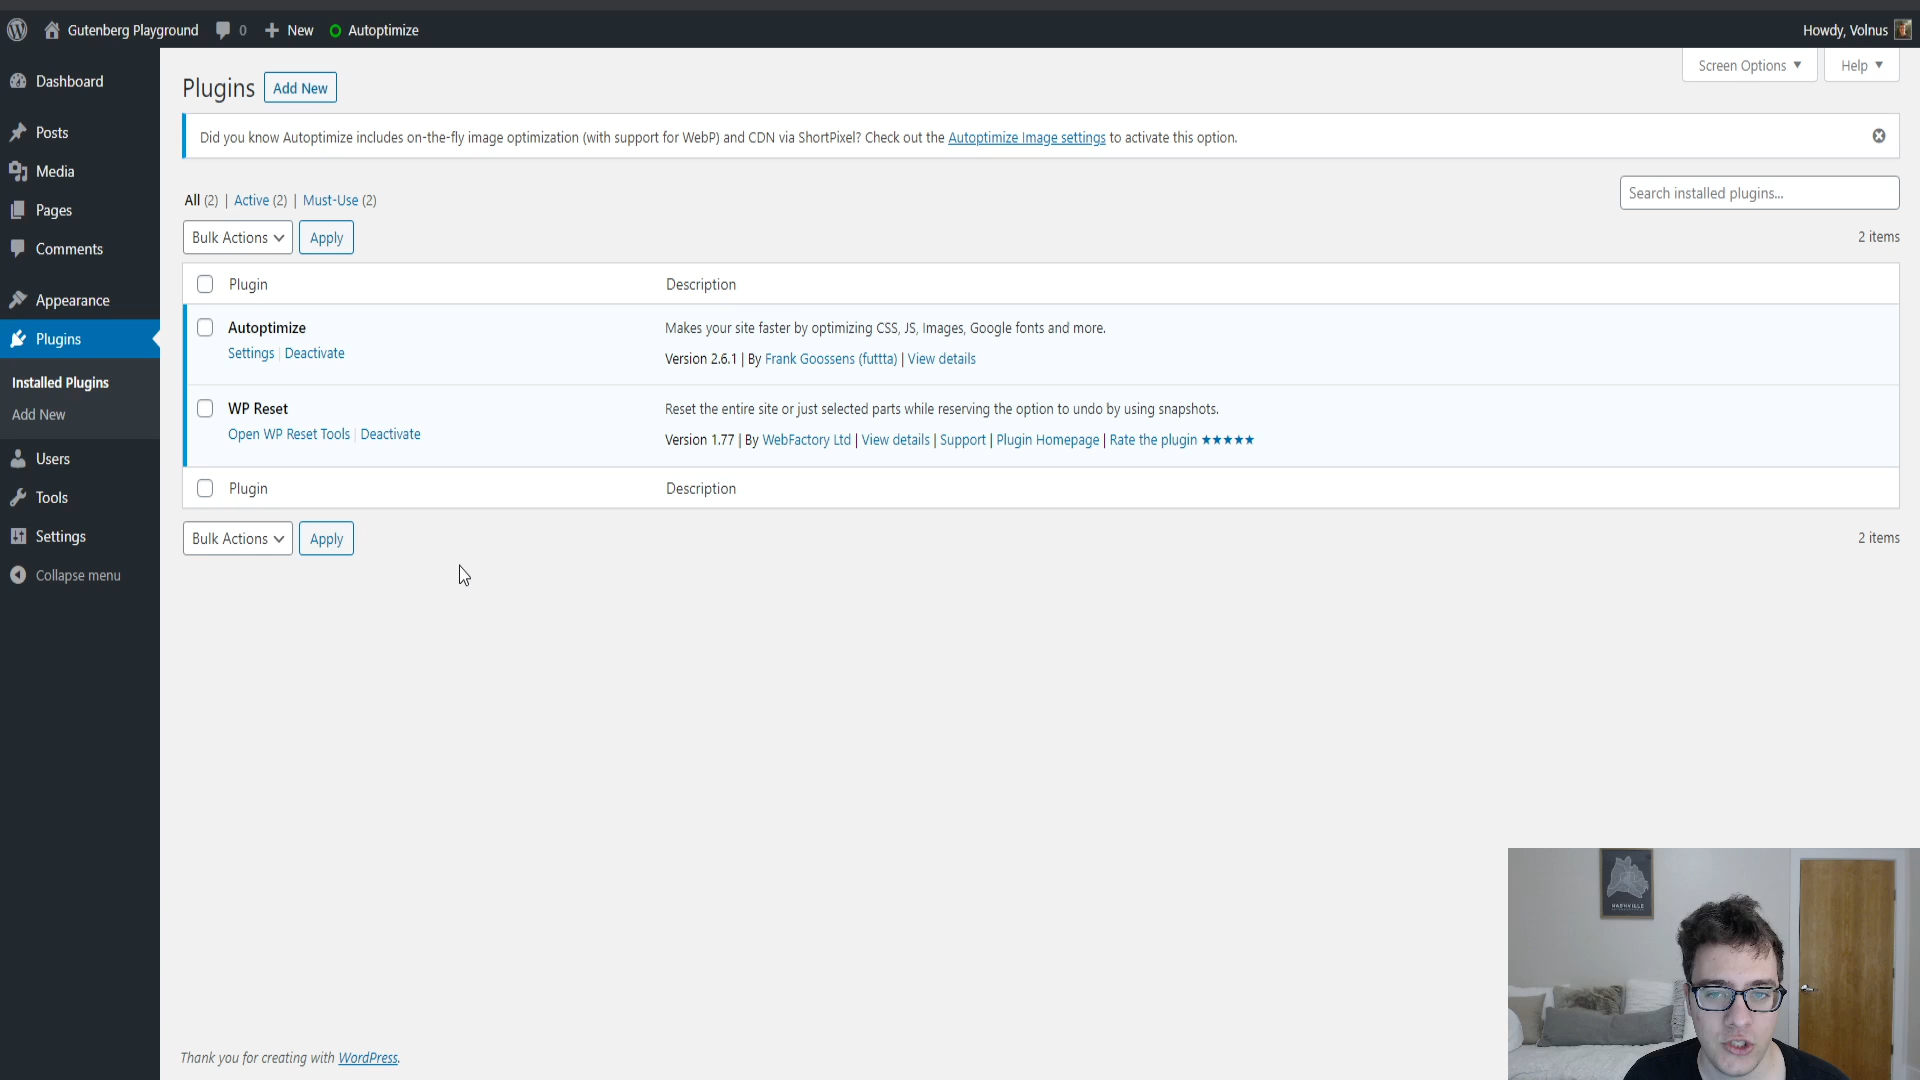 Gutenberg Playground 0 New Autoptimize Howdy, Volnus
Dashboard
Posts
Media
Pages
Comments
Appearance
Plugins
Installed Plugins
Add New
Users
Tools
Settings
Collapse menu
Screen Options Help
Plugins Add New
Did you know Autoptimize includes on-the-fly image optimization (with support for WebP) and CDN via ShortPixel? Check out the Autoptimize Image settings to activate this option.
All (2) | Active (2) | Must-Use (2)
Search installed plugins...
Bulk Actions Apply
2 items
Plugin Description
Autoptimize Makes your site faster by optimizing CSS, JS, Images, Google fonts and more.
Settings | Deactivate Version 2.6.1 | By Frank Goossens (futtta) | View details
WP Reset Reset the entire site or just selected parts while reserving the option to undo by using snapshots.
Open WP Reset Tools | Deactivate Version 1.77 | By WebFactory Ltd | View details | Support | Plugin Homepage | Rate the plugin ★★★★★
Plugin Description
Bulk Actions Apply
2 items
NASHVILLE
Thank you for creating with WordPress.